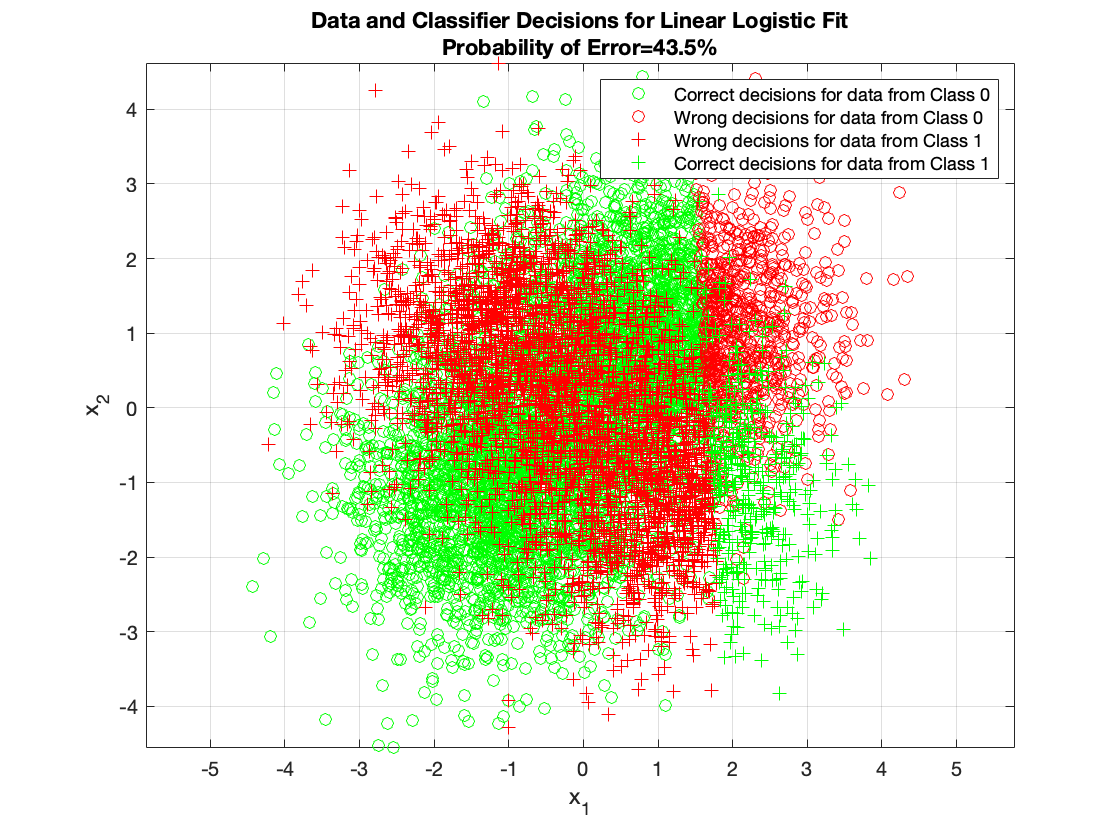 Data and Classifier Decisions for Linear Logistic Fit
Probability of Error=43.5%
Correct decisions for data from Class 0
Wrong decisions for data from Class 0
Wrong decisions for data from Class 1
Correct decisions for data from Class 1
4
3
2
1
0
-1
-2
-3
-4
x2
-5 -4 -3 -2 -1 0 1 2 3 4 5
x1